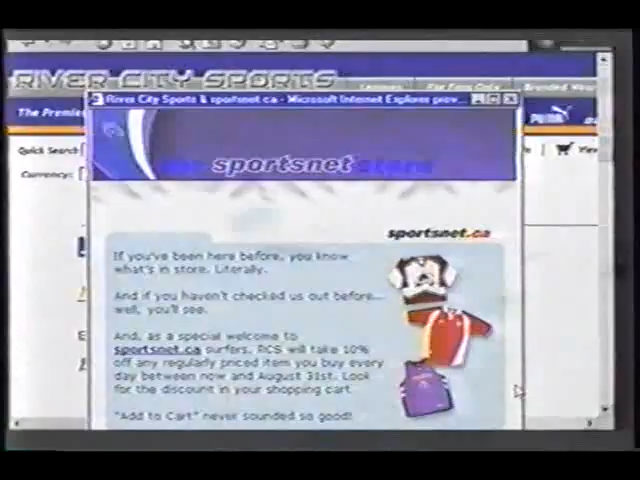 RIVER CITY SPORTS
River City Sports & sportsnet.ca - Microsoft Internet Explorer prov...
The Premie
PUMA
Quick Search
Currency:
sportsnet store
sportsnet.ca
If you've been here before, you know
what's in store. Literally.
And if you haven't checked us out before...
well, you'll see.
And, as a special welcome to
sportsnet.ca surfers, RCS will take 10%
off any regularly priced item you buy every
day between now and August 31st. Look
for the discount in your shopping cart
"Add to Cart" never sounded so good!